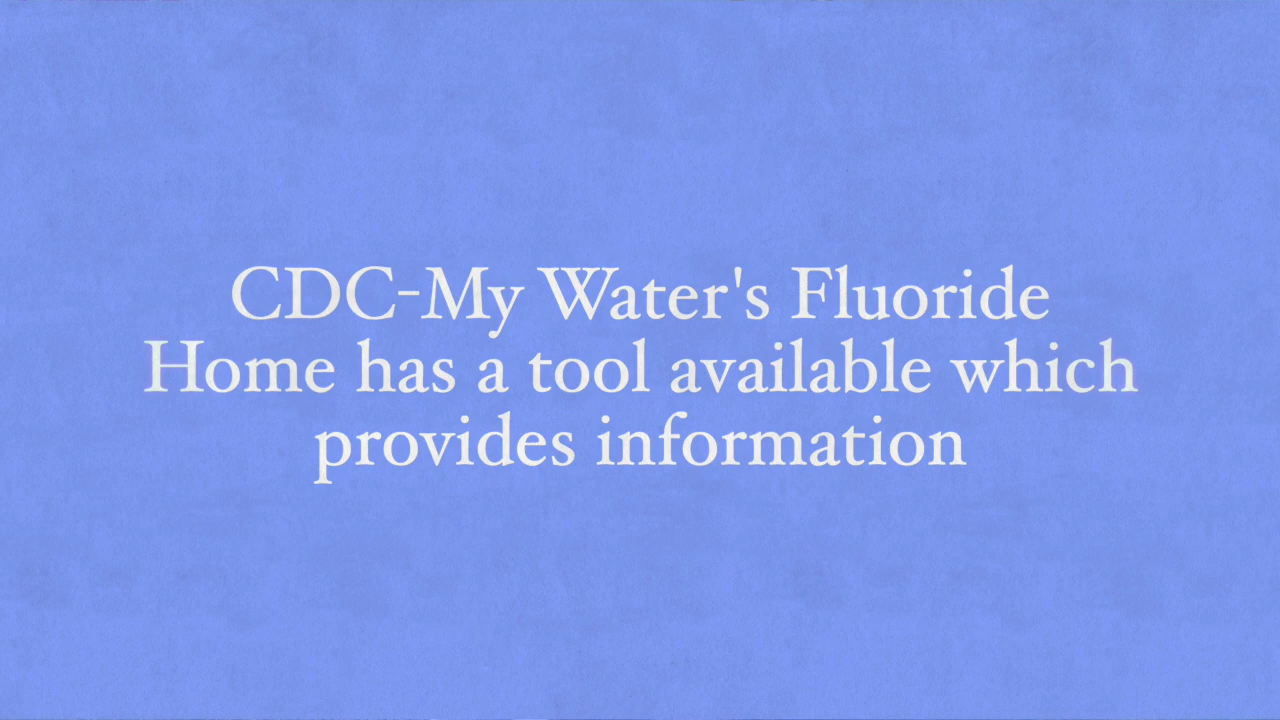 CDC-My Water's Fluoride
Home has a tool available which
provides information